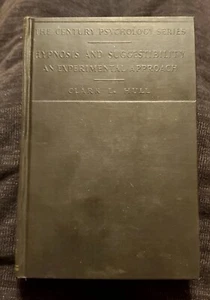 THE CENTURY PSYCHOLOGY SERIES
HYPNOSIS AND SUGGESTIBILITY
AN EXPERIMENTAL APPROACH
CLARK L. HULL